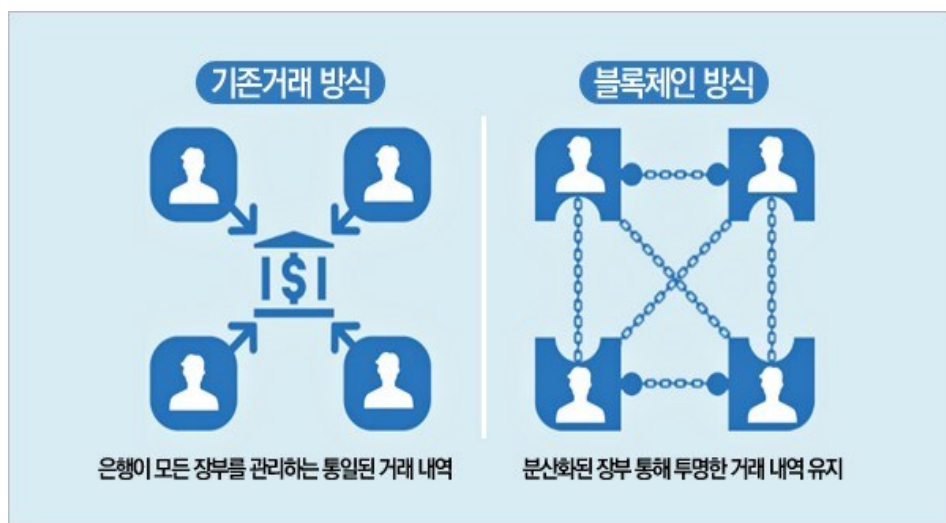 기존거래 방식
블록체인 방식
$
은행이 모든 장부를 관리하는 통일된 거래 내역
분산화된 장부 통해 투명한 거래 내역 유지